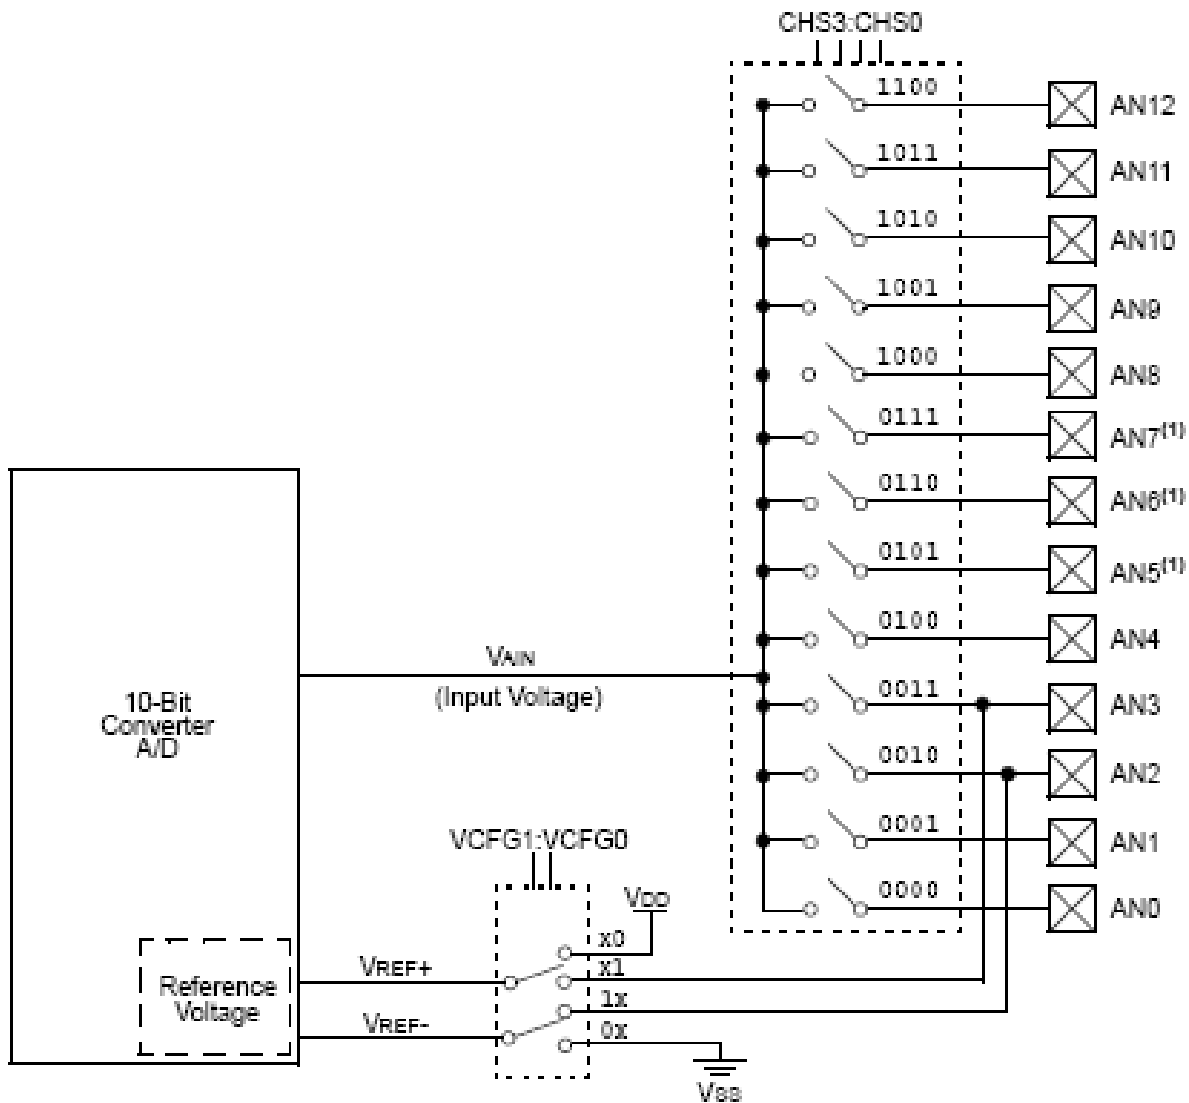 CHS3:CHS0
1100 AN12
1011 AN11
1010 AN10
1001 AN9
1000 AN8
0111 AN7(1)
0110 AN6(1)
0101 AN5(1)
0100 AN4
VAIN
(Input Voltage)
0011 AN3
10-Bit
Converter
A/D
0010 AN2
0001 AN1
VCFG1:VCFG0
0000 AN0
VDD
x0
VREF+
x1
Reference
Voltage
1x
VREF-
0x
VSS